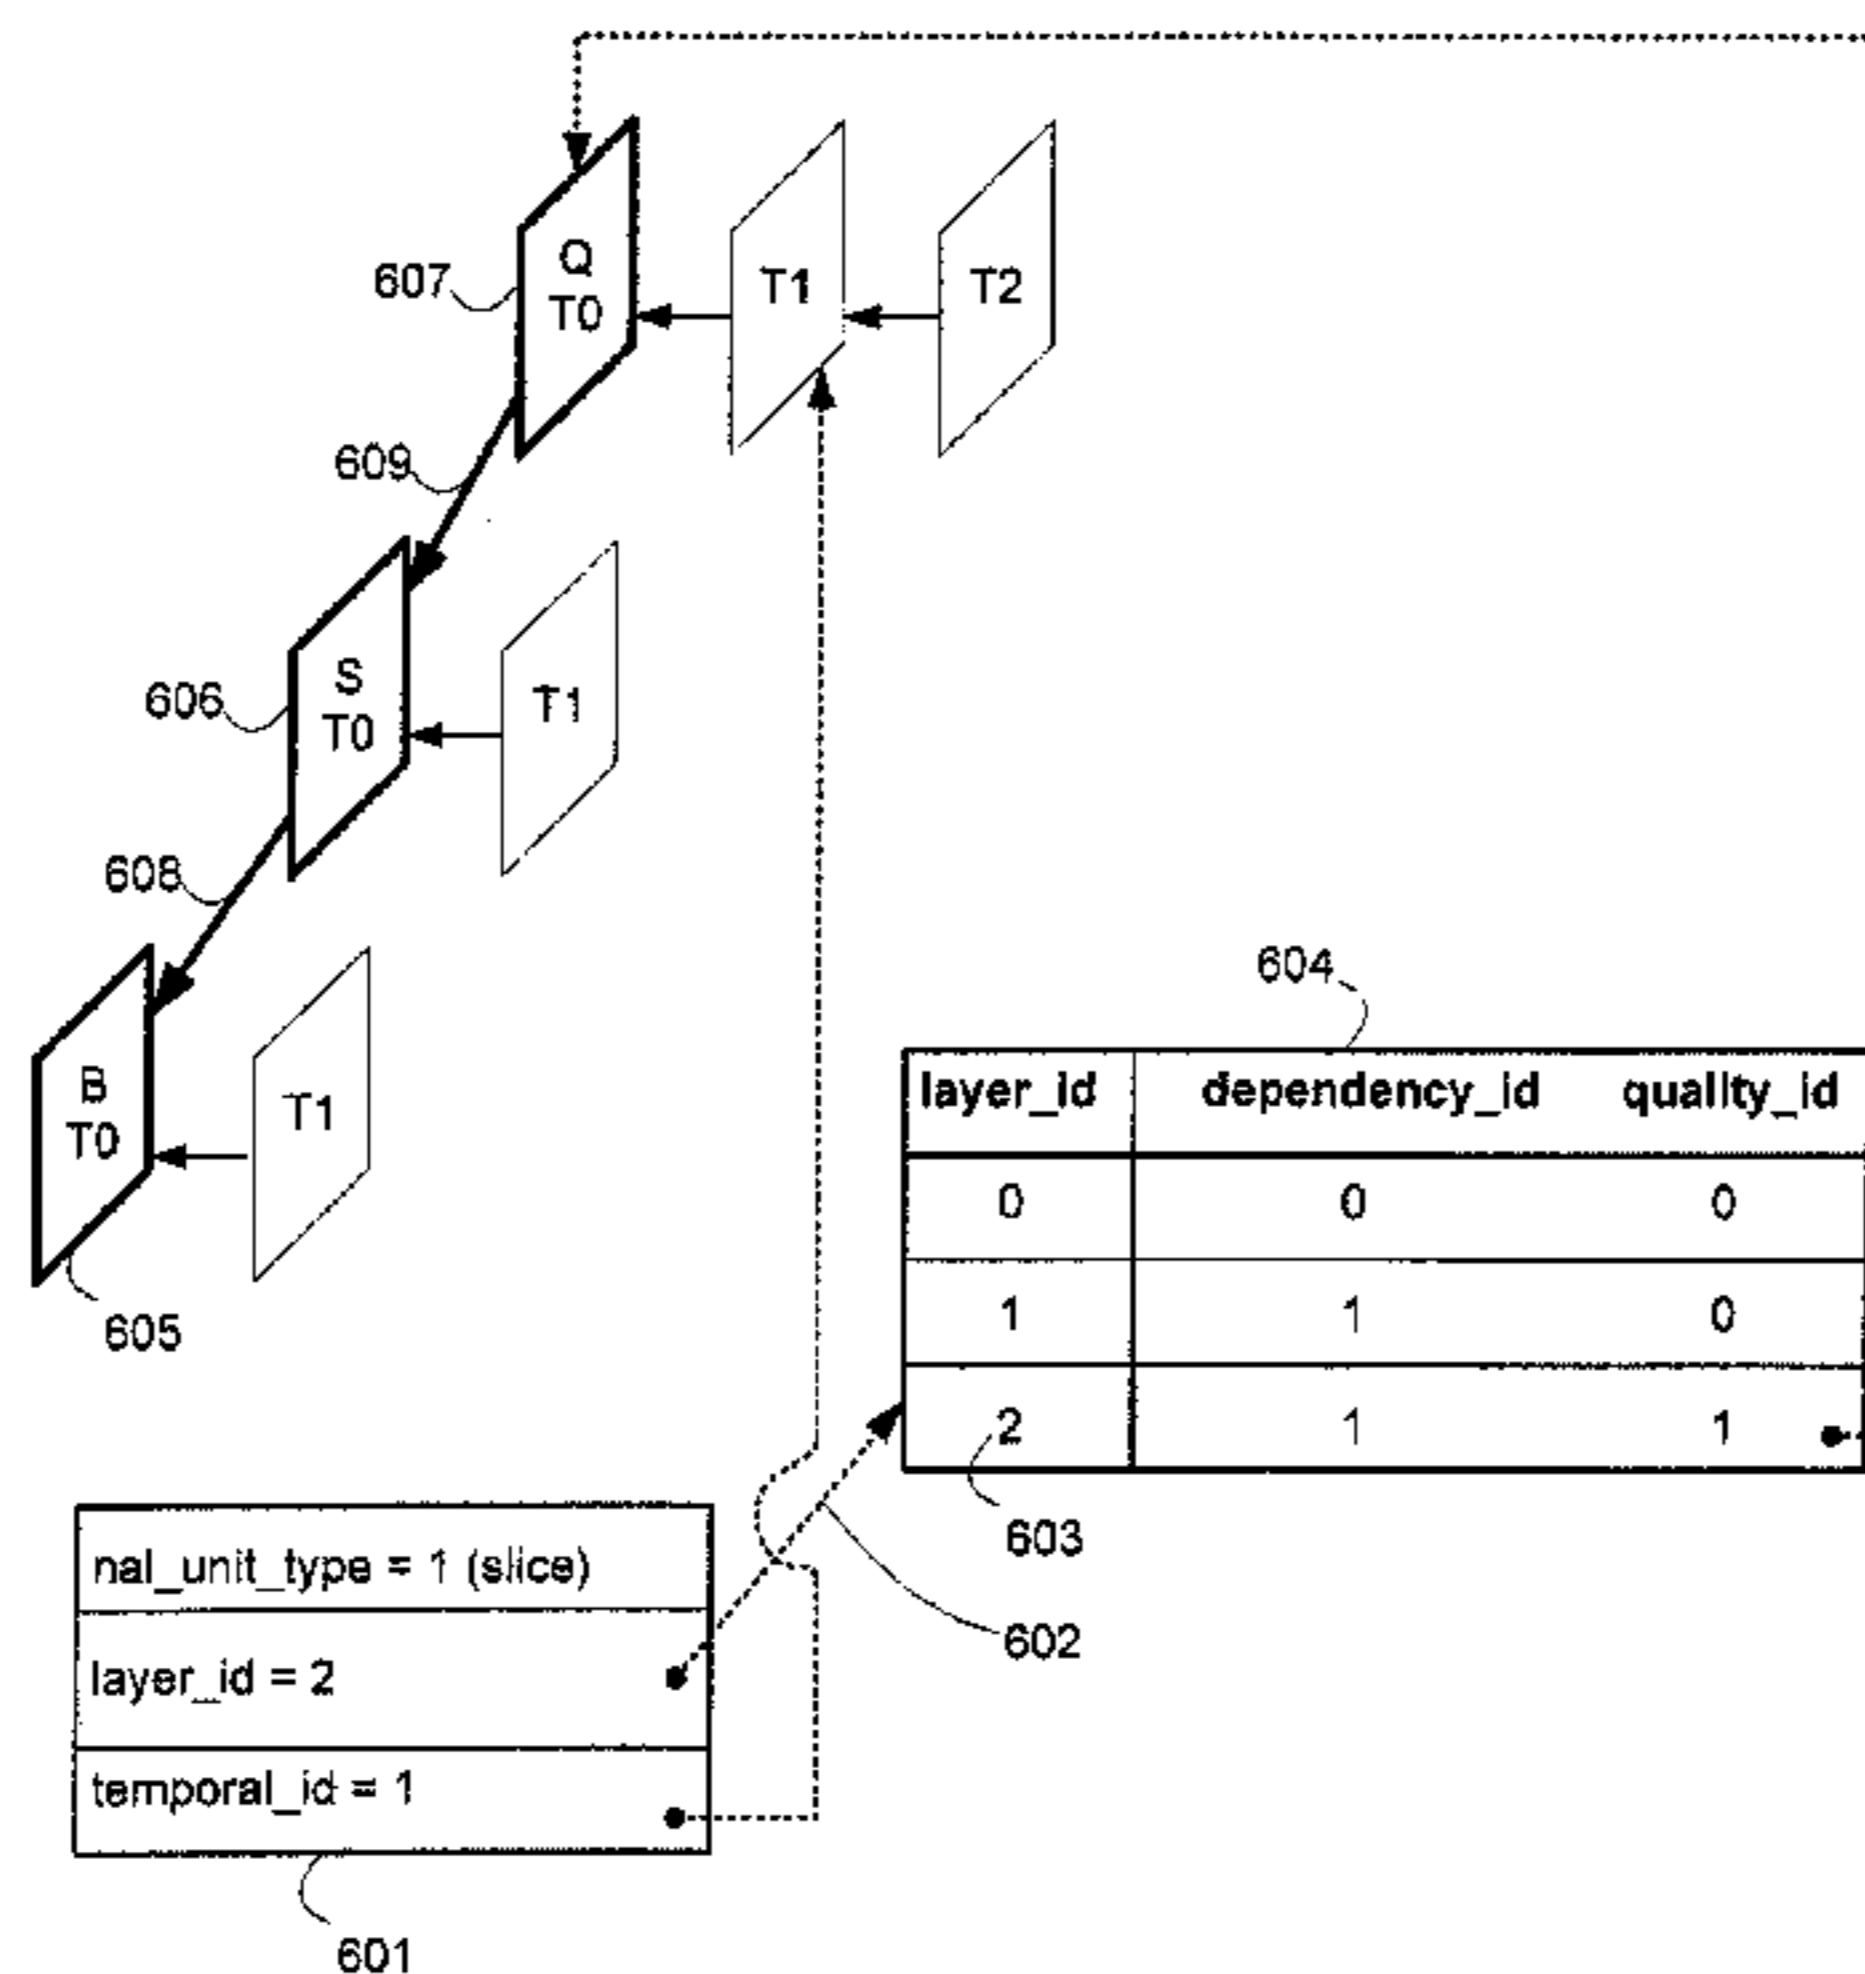 607
Q
T0
T1
T2
609
606
S
T0
T1
608
B
T0
T1
605
604
layer_id dependency_id quality_id
0 0 0
1 1 0
2 1 1
603
602
nal_unit_type = 1 (slice)
layer_id = 2
temporal_id = 1
601